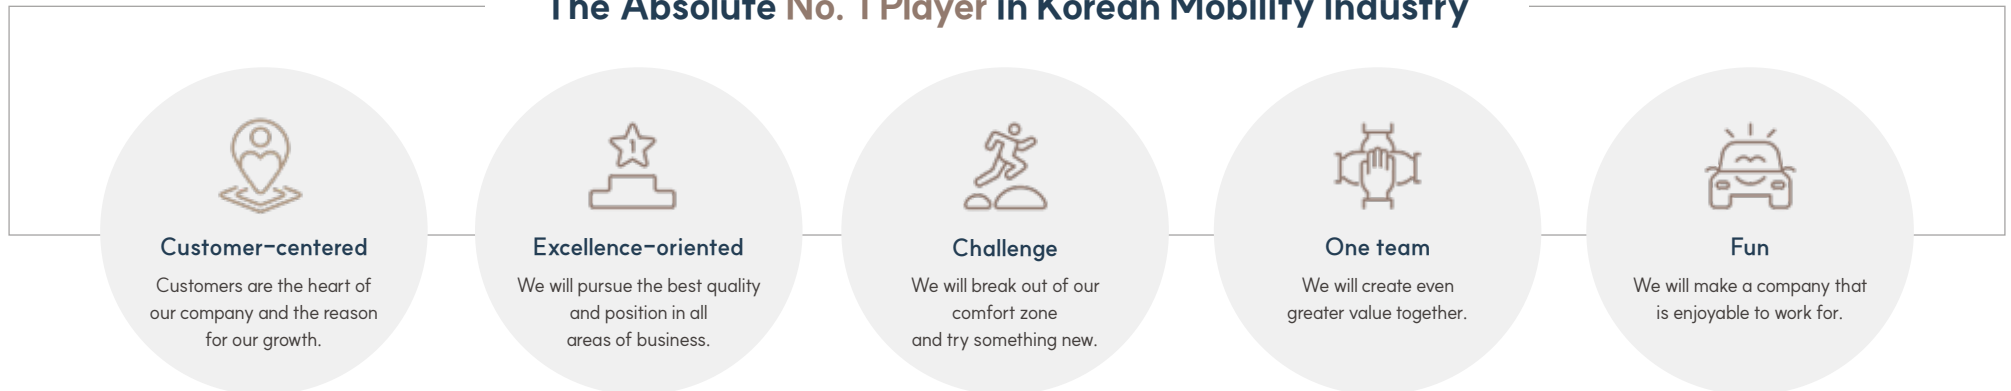 The Absolute No. 1 Player in Korean Mobility Industry
1
Customer-centered
Customers are the heart of
our company and the reason
for our growth.
Excellence-oriented
We will pursue the best quality
and position in all
areas of business.
Challenge
We will break out of our
comfort zone
and try something new.
One team
We will create even
greater value together.
Fun
We will make a company that
is enjoyable to work for.